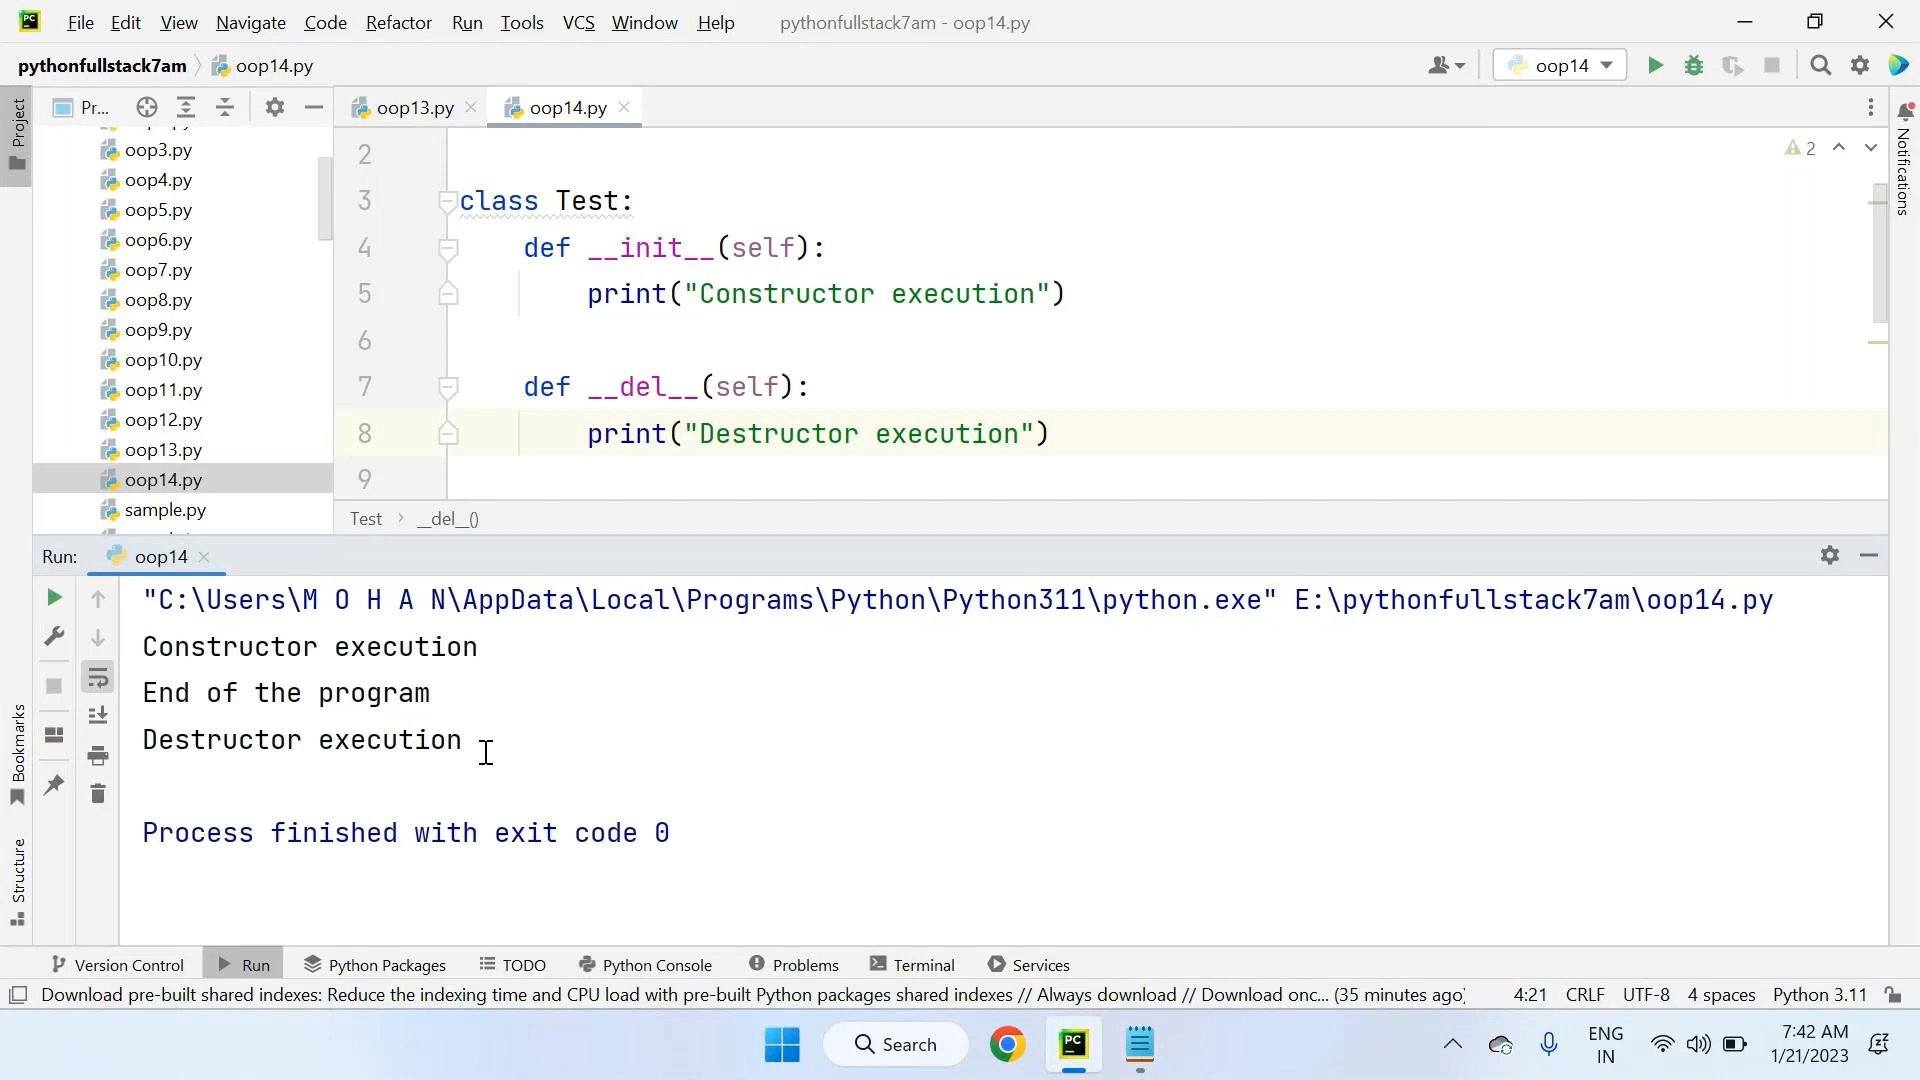 PC File Edit View Navigate Code Refactor Run Tools VCS Window Help pythonfullstack7am - oop14.py
pythonfullstack7am oop14.py oop14
Project Pr... oop13.py oop14.py
oop3.py
oop4.py
oop5.py
oop6.py
oop7.py
oop8.py
oop9.py
oop10.py
oop11.py
oop12.py
oop13.py
oop14.py
sample.py
2
3 class Test:
4 def __init__(self):
5 print("Constructor execution")
6
7 def __del__(self):
8 print("Destructor execution")
9
2
Notifications
Test __del__()
Run: oop14
"C:\Users\M O H A N\AppData\Local\Programs\Python\Python311\python.exe" E:\pythonfullstack7am\oop14.py
Constructor execution
End of the program
Destructor execution
Process finished with exit code 0
Bookmarks
Structure
Version Control Run Python Packages TODO Python Console Problems Terminal Services
Download pre-built shared indexes: Reduce the indexing time and CPU load with pre-built Python packages shared indexes // Always download // Download onc... (35 minutes ago) 4:21 CRLF UTF-8 4 spaces Python 3.11
Search PC ENG 7:42 AM
IN 1/21/2023